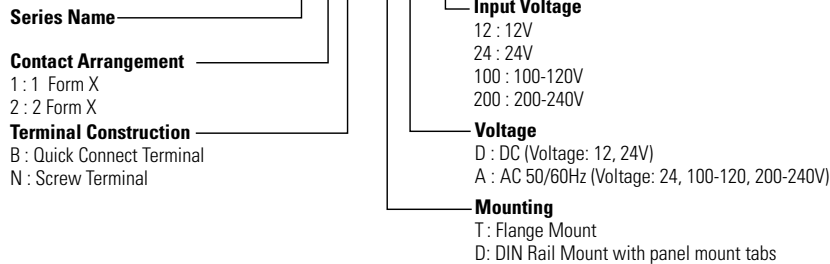 Series Name
Contact Arrangement
1 : 1 Form X
2 : 2 Form X
Terminal Construction
B : Quick Connect Terminal
N : Screw Terminal
Input Voltage
12 : 12V
24 : 24V
100 : 100-120V
200 : 200-240V
Voltage
D : DC (Voltage: 12, 24V)
A : AC 50/60Hz (Voltage: 24, 100-120, 200-240V)
Mounting
T : Flange Mount
D: DIN Rail Mount with panel mount tabs